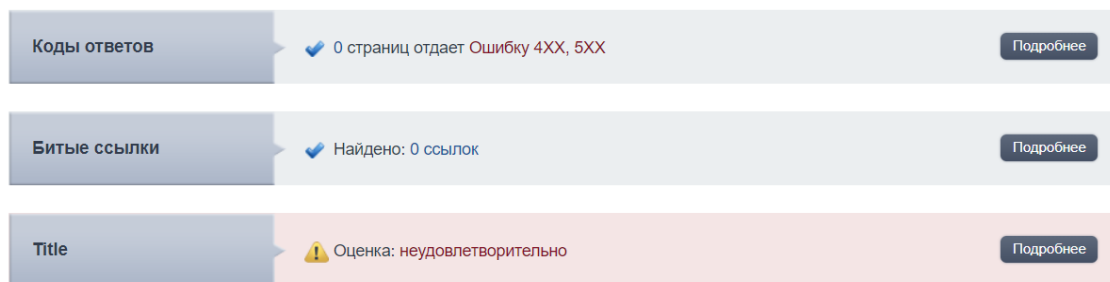 Коды ответов
0 страниц отдает Ошибку 4XX, 5XX
Подробнее
Битые ссылки
Найдено: 0 ссылок
Подробнее
Title
Оценка: неудовлетворительно
Подробнее